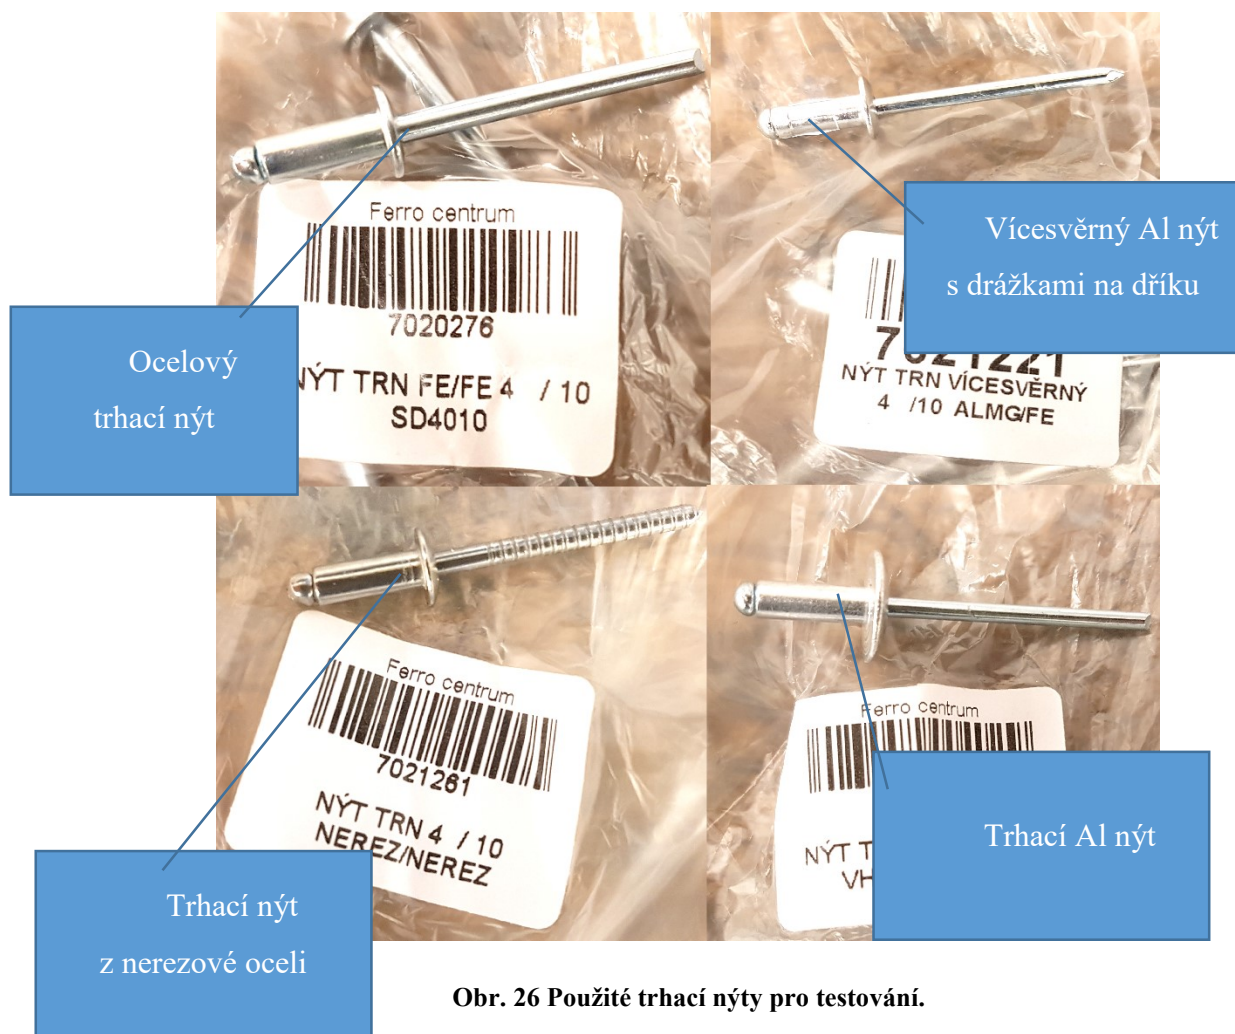 Ferro centrum
7020276
NÝT TRN FE/FE 4 / 10
SD4010
Ocelový
trhací nýt
Vícesvěrný Al nýt
s drážkami na dříku
7021221
NÝT TRN VÍCESVĚRNÝ
4 /10 ALMG/FE
Ferro centrum
7021261
NÝT TRN 4 / 10
NEREZ/NEREZ
Trhací nýt
z nerezové oceli
Ferro centrum
NÝT
Trhací Al nýt
Obr. 26 Použité trhací nýty pro testování.